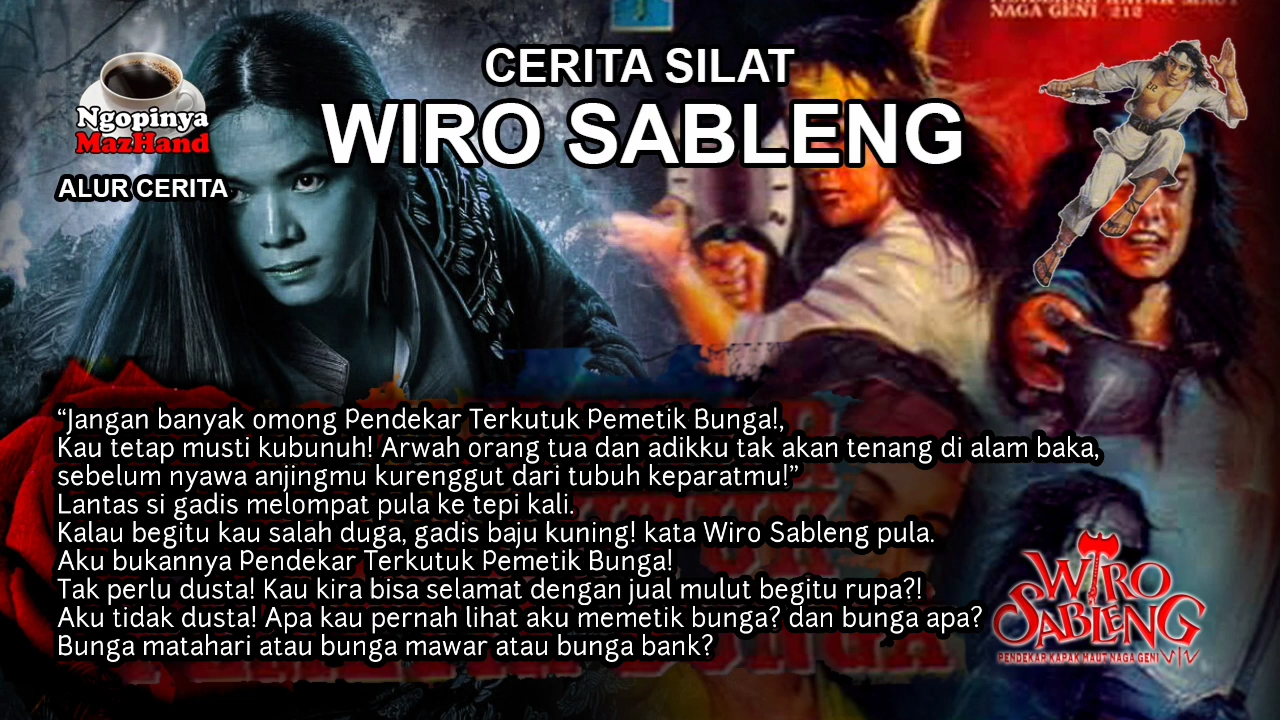 NAGA GENI 212
CERITA SILAT
WIRO SABLENG
Ngopinya
MazHand
ALUR CERITA
“Jangan banyak omong Pendekar Terkutuk Pemetik Bunga!,
Kau tetap musti kubunuh! Arwah orang tua dan adikku tak akan tenang di alam baka,
sebelum nyawa anjingmu kurenggut dari tubuh keparatmu!”
Lantas si gadis melompat pula ke tepi kali.
Kalau begitu kau salah duga, gadis baju kuning! kata Wiro Sableng pula.
Aku bukannya Pendekar Terkutuk Pemetik Bunga!
Tak perlu dusta! Kau kira bisa selamat dengan jual mulut begitu rupa?!
Aku tidak dusta! Apa kau pernah lihat aku memetik bunga? dan bunga apa?
Bunga matahari atau bunga mawar atau bunga bank?
WIRO
SABLENG
PENDEKAR KAPAK MAUT NAGA GENI